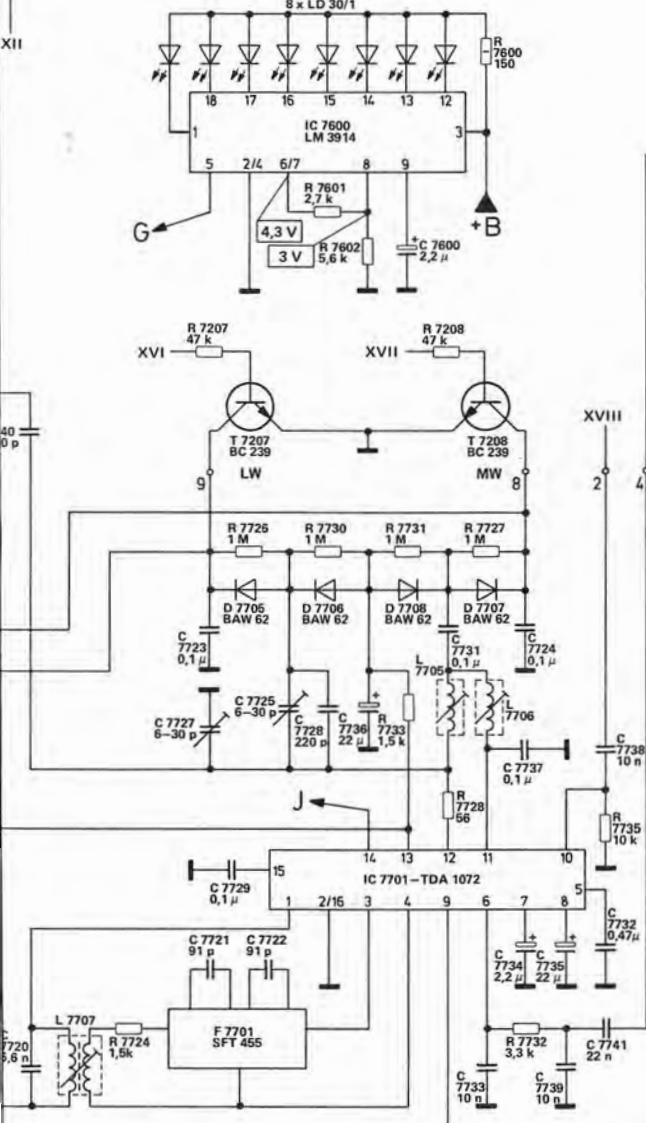 8 x LD 30/1
XII
R
7600
150
18 17 16 15 14 13 12
1
IC 7600
LM 3914
3
5 2/4 6/7 8 9
R 7601
2,7 k
G
4,3 V
3 V
R 7602
5,6 k
+
C 7600
2,2 µ
+B
R 7207
47 k
XVI
R 7208
47 k
XVII
XVIII
40
0 p
T 7207
BC 239
T 7208
BC 239
9
LW
MW
8
2
4
R 7726
1 M
R 7730
1 M
R 7731
1 M
R 7727
1 M
D 7705
BAW 62
D 7706
BAW 62
D 7708
BAW 62
D 7707
BAW 62
C
7723
0,1 µ
C
7731
0,1 µ
C
7724
0,1 µ
L
7705
L
7706
C 7727
6–30 p
C 7725
6–30 p
C
7728
220 p
C
7736
22 µ
+
R
7733
1,5 k
C 7737
0,1 µ
C
7738
10 n
J
R
7728
56
R
7735
10 k
14 13 12 11 10
15
IC 7701–TDA 1072
5
C 7729
0,1 µ
1 2/16 3 4 9 6 7 8
C
7732
0,47µ
C 7721
91 p
C 7722
91 p
C
7734
2,2 µ
+
C
7735
22 µ
+
L 7707
7720
5,6 n
R 7724
1,5k
F 7701
SFT 455
R 7732
3,3 k
C 7741
22 n
C
7733
10 n
C
7739
10 n